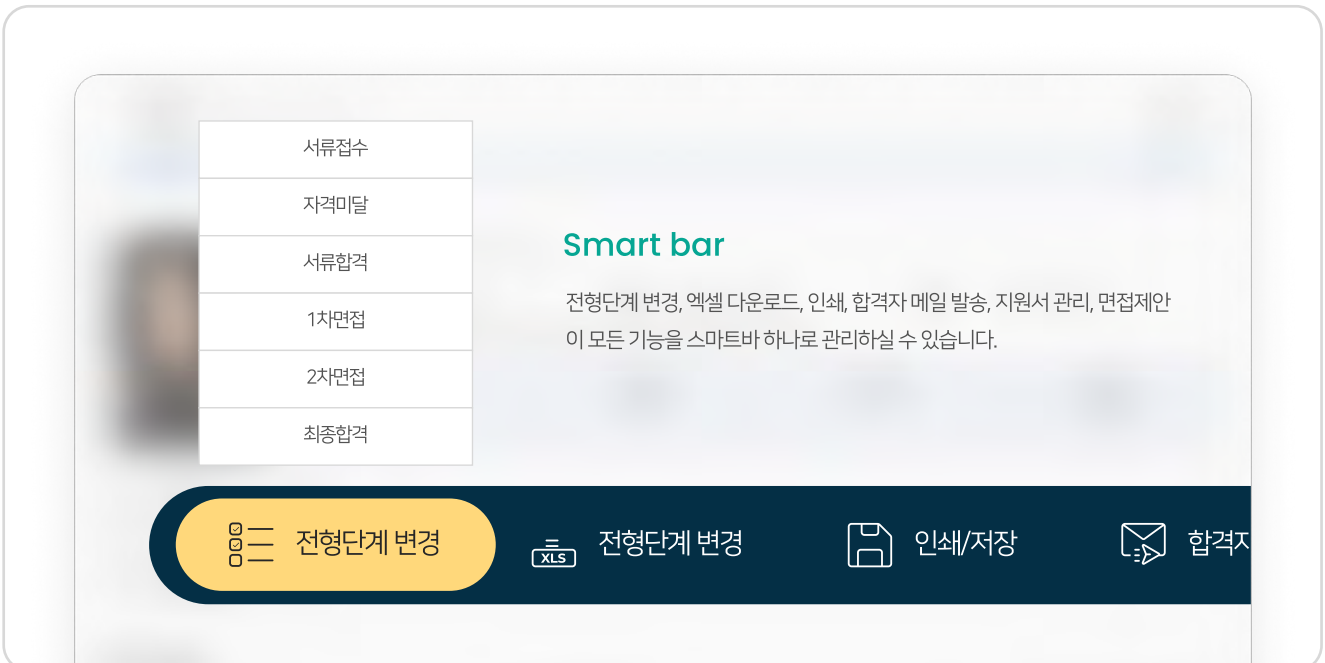 서류접수
자격미달
서류합격
1차면접
2차면접
최종합격
Smart bar
전형단계 변경, 엑셀 다운로드, 인쇄, 합격자 메일 발송, 지원서 관리, 면접제안
이 모든 기능을 스마트바 하나로 관리하실 수 있습니다.
전형단계 변경
XLS
전형단계 변경
인쇄/저장